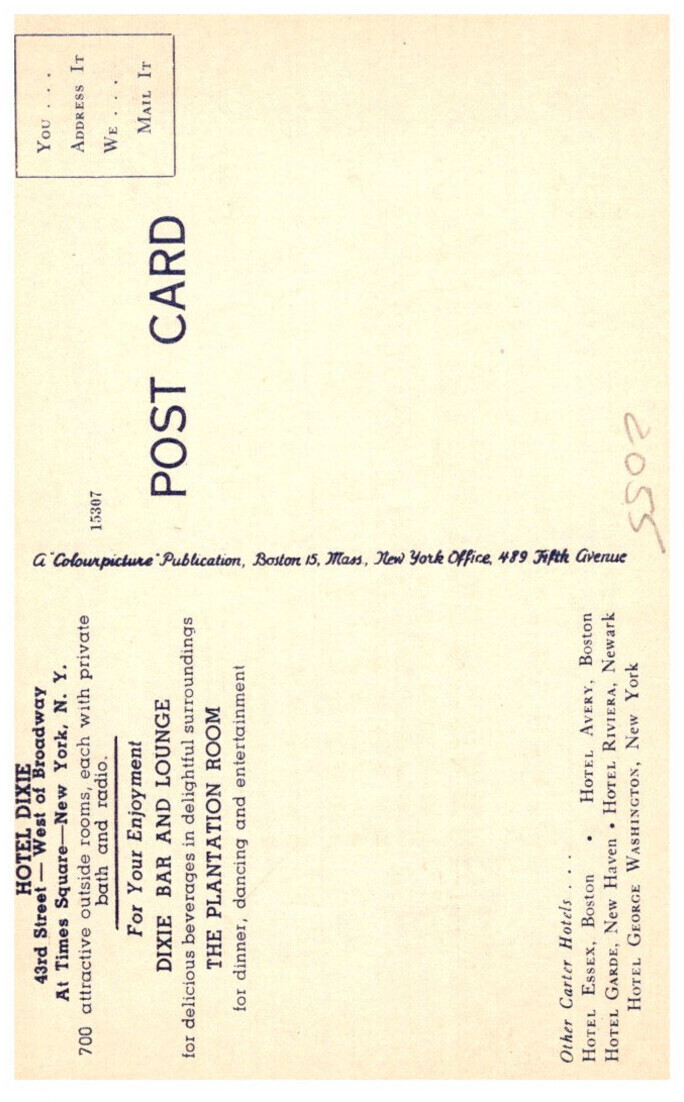 HOTEL DIXIE
43rd Street — West of Broadway
At Times Square—New York, N. Y.
700 attractive outside rooms, each with private
bath and radio.
For Your Enjoyment
DIXIE BAR AND LOUNGE
for delicious beverages in delightful surroundings
THE PLANTATION ROOM
for dinner, dancing and entertainment
Other Carter Hotels . . .
HOTEL ESSEX, Boston • HOTEL AVERY, Boston
HOTEL GARDE, New Haven • HOTEL RIVIERA, Newark
HOTEL GEORGE WASHINGTON, New York
A "Colourpicture" Publication, Boston 15, Mass., New York Office, 489 Fifth Avenue
15307
POST CARD
YOU . . .
ADDRESS IT
WE . . . .
MAIL IT
5502